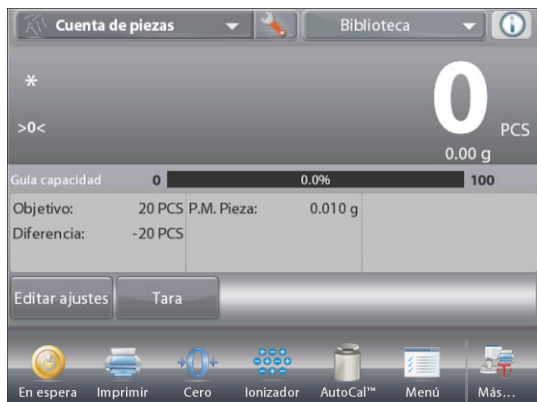 Cuenta de piezas Biblioteca
*
0
>0<
PCS
0.00 g
Guía capacidad 0 0.0% 100
Objetivo: 20 PCS P.M. Pieza: 0.010 g
Diferencia: -20 PCS
Editar ajustes Tara
En espera Imprimir Cero Ionizador AutoCal™ Menú Más...